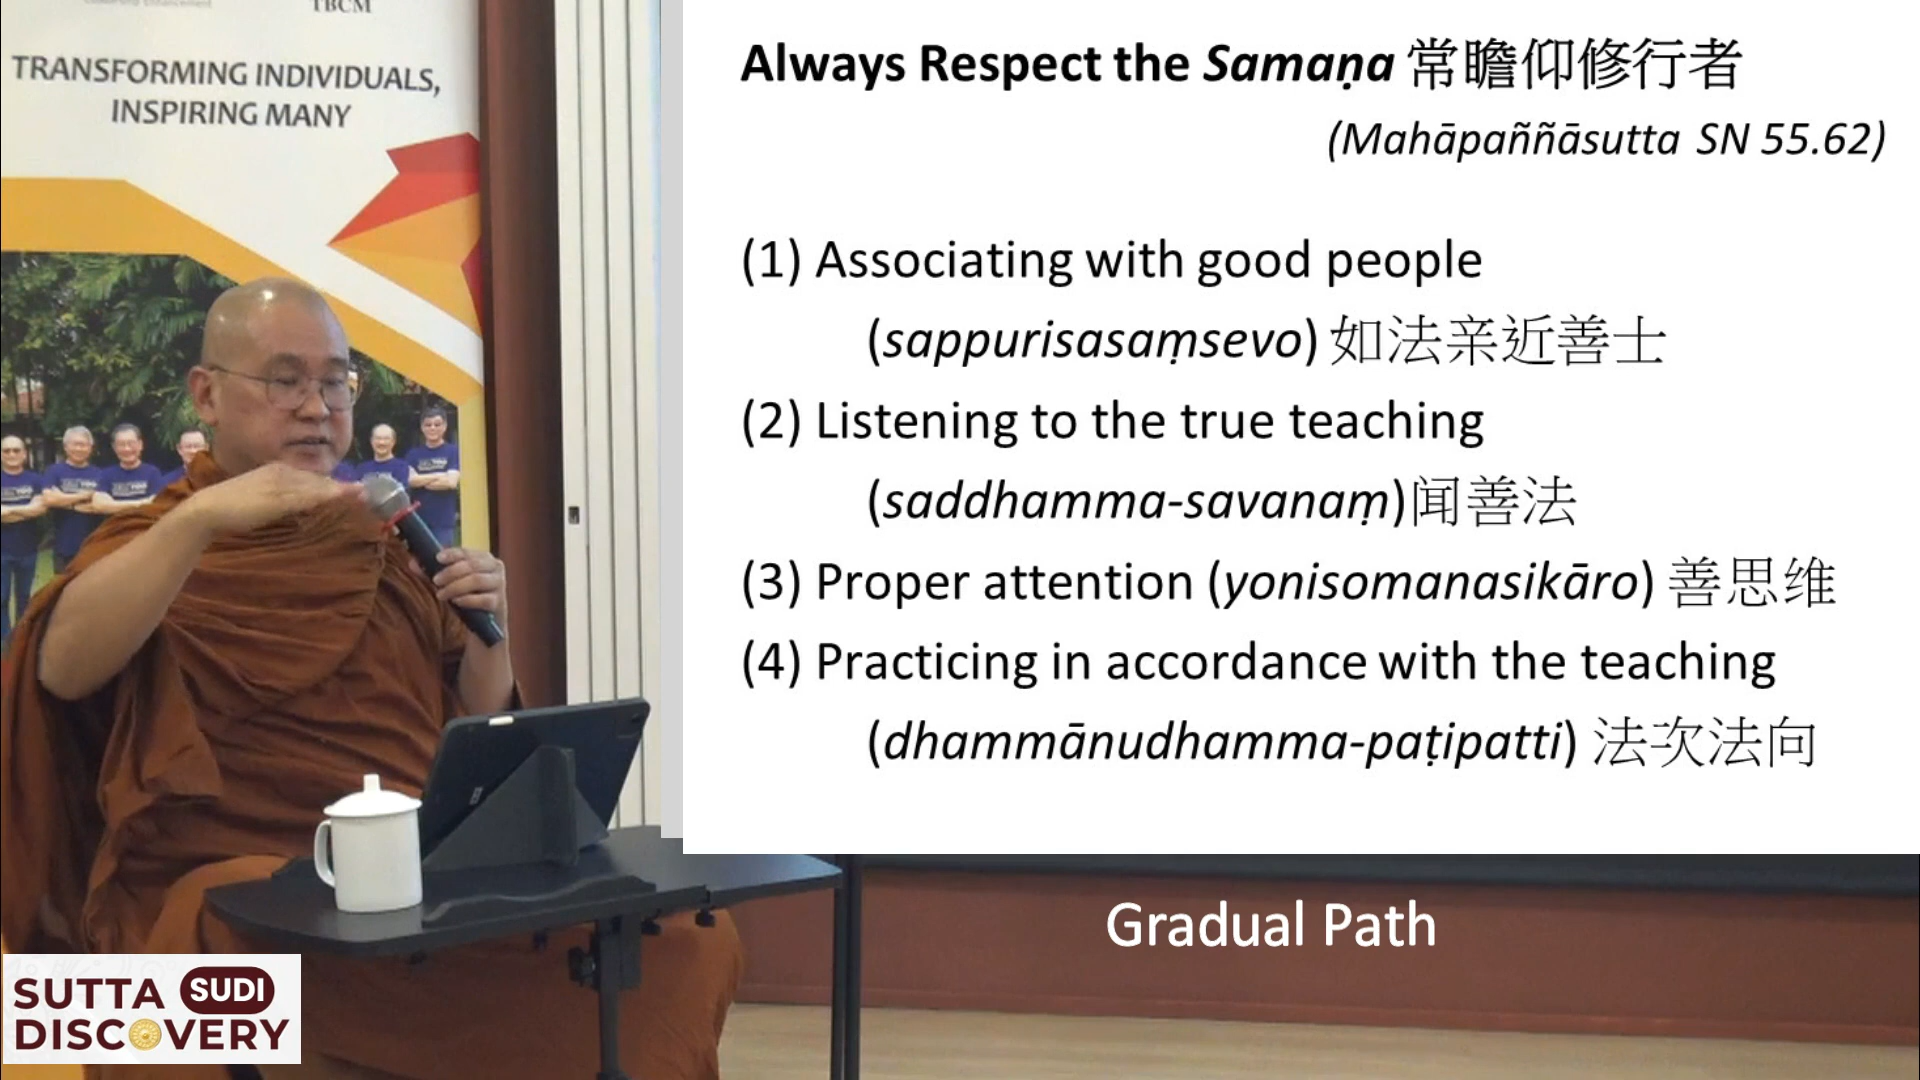 TBCM
TRANSFORMING INDIVIDUALS,
INSPIRING MANY
Always Respect the Samaṇa 常瞻仰修行者
(Mahāpaññāsutta SN 55.62)
(1) Associating with good people
(sappurisasaṃsevo) 如法亲近善士
(2) Listening to the true teaching
(saddhamma-savanaṃ)闻善法
(3) Proper attention (yonisomanasikāro) 善思维
(4) Practicing in accordance with the teaching
(dhammānudhamma-paṭipatti) 法次法向
Gradual Path
SUTTA SUDI
DISCOVERY